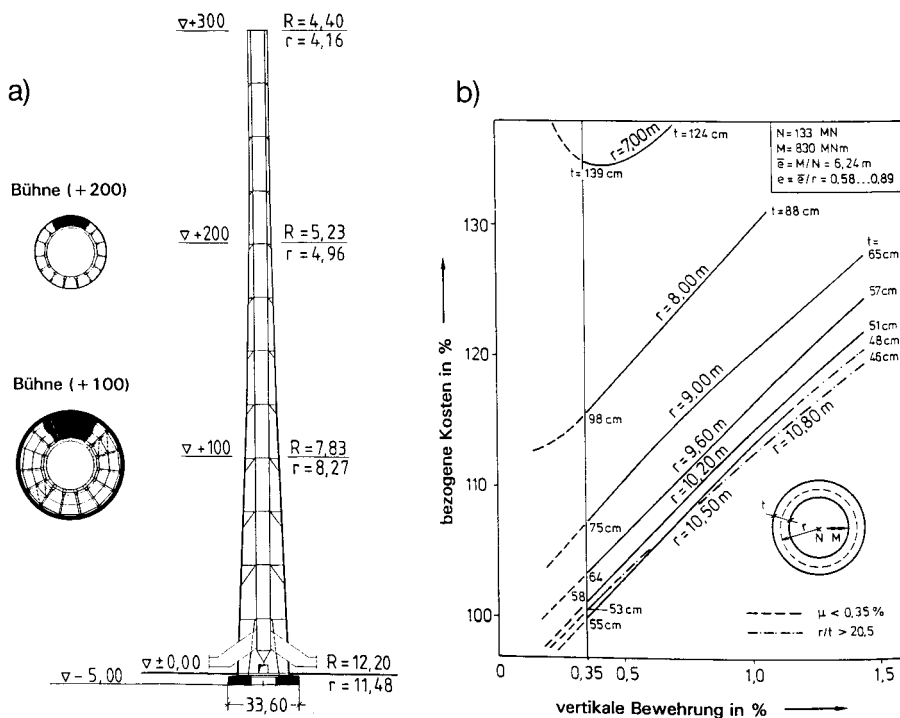 a)
▽+300
R = 4,40
r = 4,16
Bühne (+200)
▽+200
R = 5,23
r = 4,96
Bühne (+100)
▽+100
R = 7,83
r = 8,27
▽±0,00
R = 12,20
r = 11,48
▽−5,00
33,60
b)
bezogene Kosten in %
130
120
110
100
0
0,35
0,5
1,0
1,5
vertikale Bewehrung in %
N = 133 MN
M = 830 MNm
e̅ = M/N = 6,24 m
e = e̅/r = 0,58...0,89
r = 7,00 m
t = 124 cm
t = 139 cm
t = 88 cm
r = 8,00 m
98 cm
t =
65 cm
r = 9,00 m
75 cm
57 cm
r = 9,60 m
64
51 cm
r = 10,20 m
58
48 cm
46 cm
r = 10,80 m
r = 10,50 m
53 cm
55 cm
t
r
N
M
μ < 0,35 %
r/t > 20,5